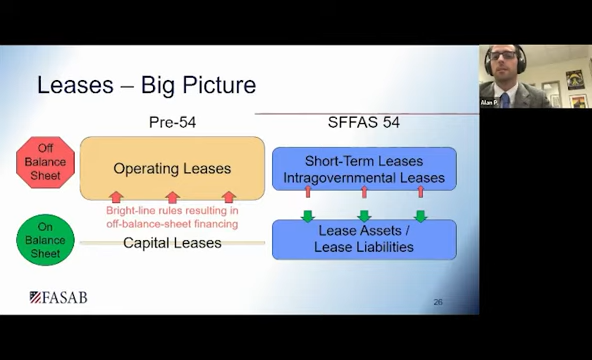 Leases – Big Picture
Alan P.
Pre-54
SFFAS 54
Off
Balance
Sheet
Operating Leases
Short-Term Leases
Intragovernmental Leases
Bright-line rules resulting in
off-balance-sheet financing
On
Balance
Sheet
Capital Leases
Lease Assets /
Lease Liabilities
FASAB
26